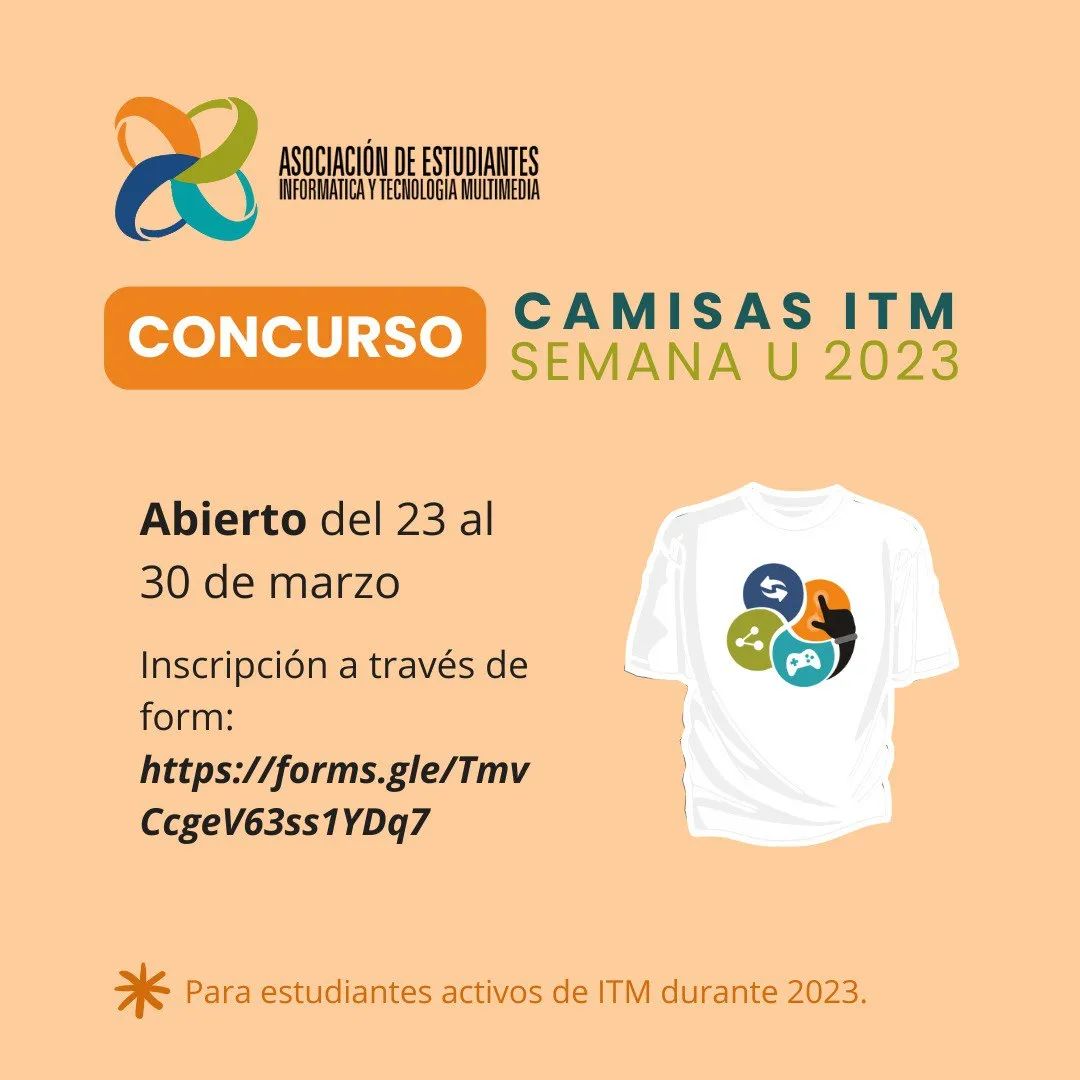 ASOCIACIÓN DE ESTUDIANTES
INFORMATICA Y TECNOLOGIA MULTIMEDIA
CONCURSO
CAMISAS ITM
SEMANA U 2023
Abierto del 23 al
30 de marzo
Inscripción a través de
form:
https://forms.gle/Tmv
CcgeV63ss1YDq7
Para estudiantes activos de ITM durante 2023.